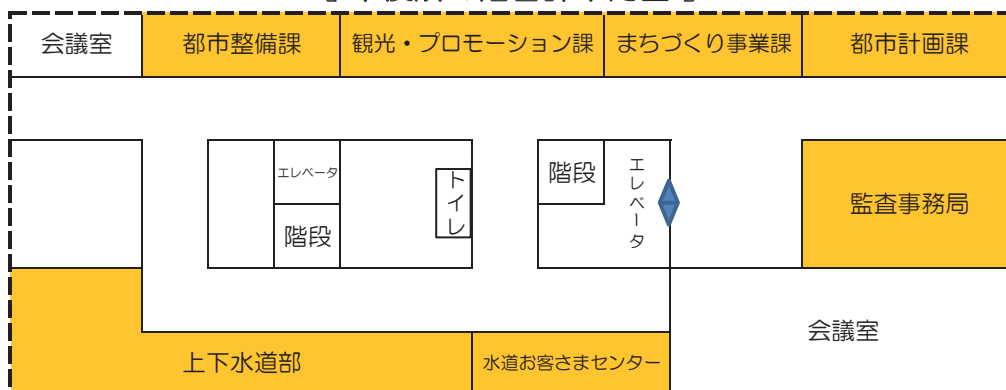 会議室
都市整備課
観光・プロモーション課
まちづくり事業課
都市計画課
エレベータ
階段
トイレ
階段
エレベータ
監査事務局
会議室
上下水道部
水道お客さまセンター